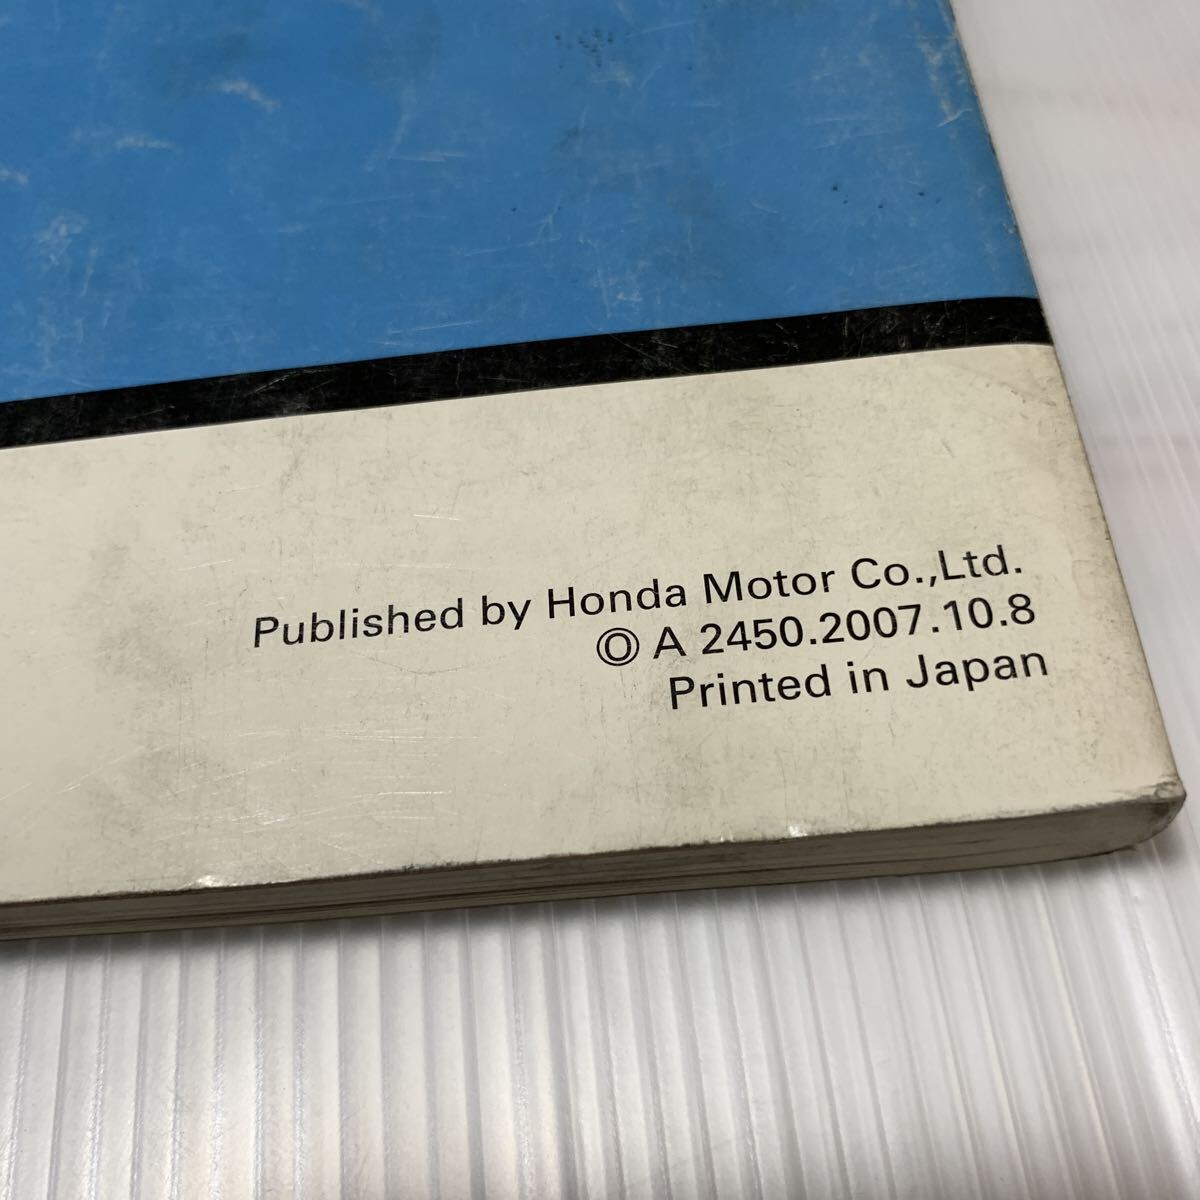 Published by Honda Motor Co.,Ltd.
Ⓞ A 2450.2007.10.8
Printed in Japan